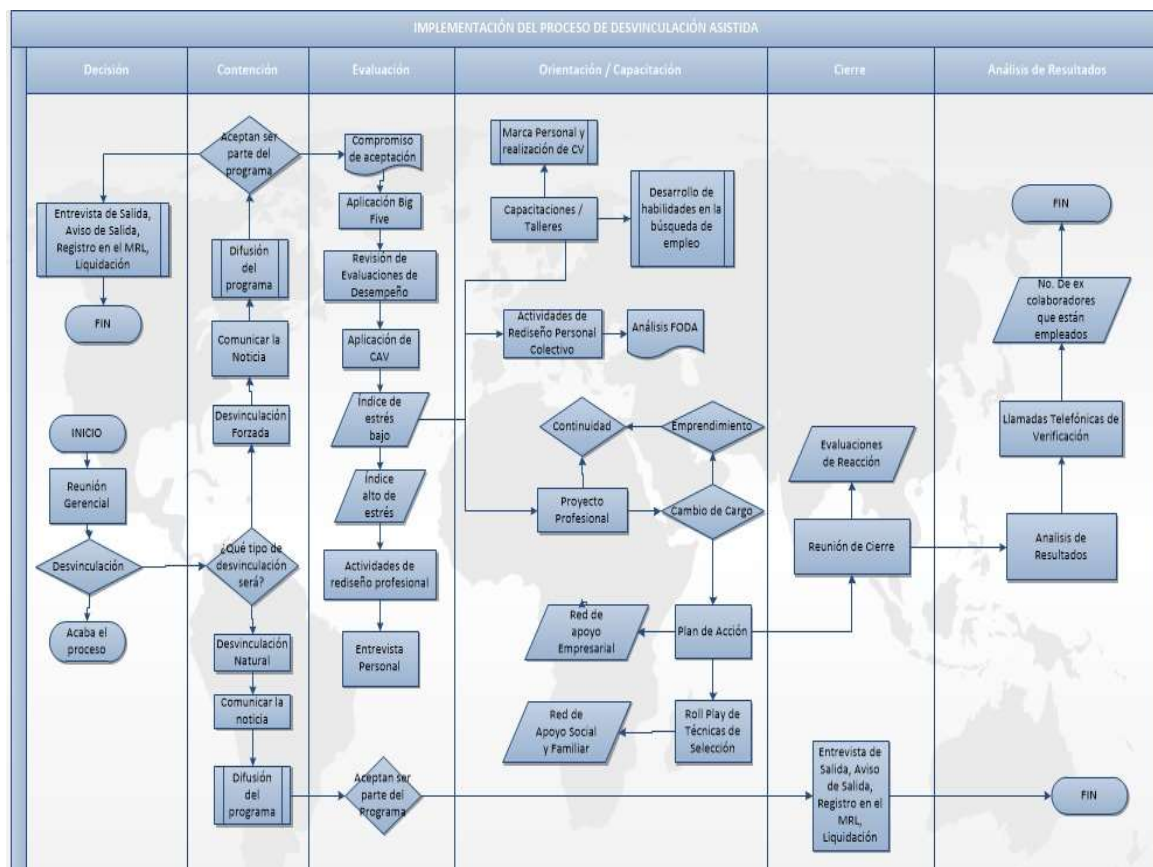 IMPLEMENTACIÓN DEL PROCESO DE DESVINCULACIÓN ASISTIDA
Decisión
Contención
Evaluación
Orientación / Capacitación
Cierre
Análisis de Resultados
Entrevista de Salida,
Aviso de Salida,
Registro en el MRL,
Liquidación
FIN
INICIO
Reunión
Gerencial
Desvinculación
Acaba el
proceso
Aceptan ser
parte del
programa
Difusión
del
programa
Comunicar la
Noticia
Desvinculación
Forzada
¿Qué tipo de
desvinculación
será?
Desvinculación
Natural
Comunicar la
noticia
Difusión
del
programa
Compromiso
de aceptación
Aplicación Big
Five
Revisión de
Evaluaciones de
Desempeño
Aplicación de
CAV
Índice de
estrés
bajo
Índice
alto de
estrés
Actividades de
rediseño profesional
Entrevista
Personal
Aceptan ser
parte del
Programa
Marca Personal y
realización de CV
Capacitaciones /
Talleres
Desarrollo de
habilidades en la
búsqueda de
empleo
Actividades de
Rediseño Personal
Colectivo
Análisis FODA
Continuidad
Emprendimiento
Proyecto
Profesional
Cambio de Cargo
Red de
apoyo
Empresarial
Plan de Acción
Red de
Apoyo Social
y Familiar
Roll Play de
Técnicas de
Selección
Evaluaciones
de Reacción
Reunión de Cierre
Entrevista de
Salida, Aviso
de Salida,
Registro en el
MRL,
Liquidación
FIN
No. De ex
colaboradores
que están
empleados
Llamadas Telefónicas de
Verificación
Analisis de
Resultados
FIN